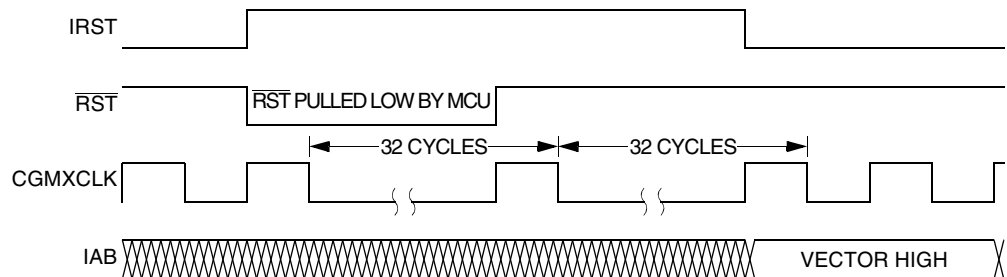 IRST
RST
RST PULLED LOW BY MCU
32 CYCLES
32 CYCLES
CGMXCLK
IAB
VECTOR HIGH